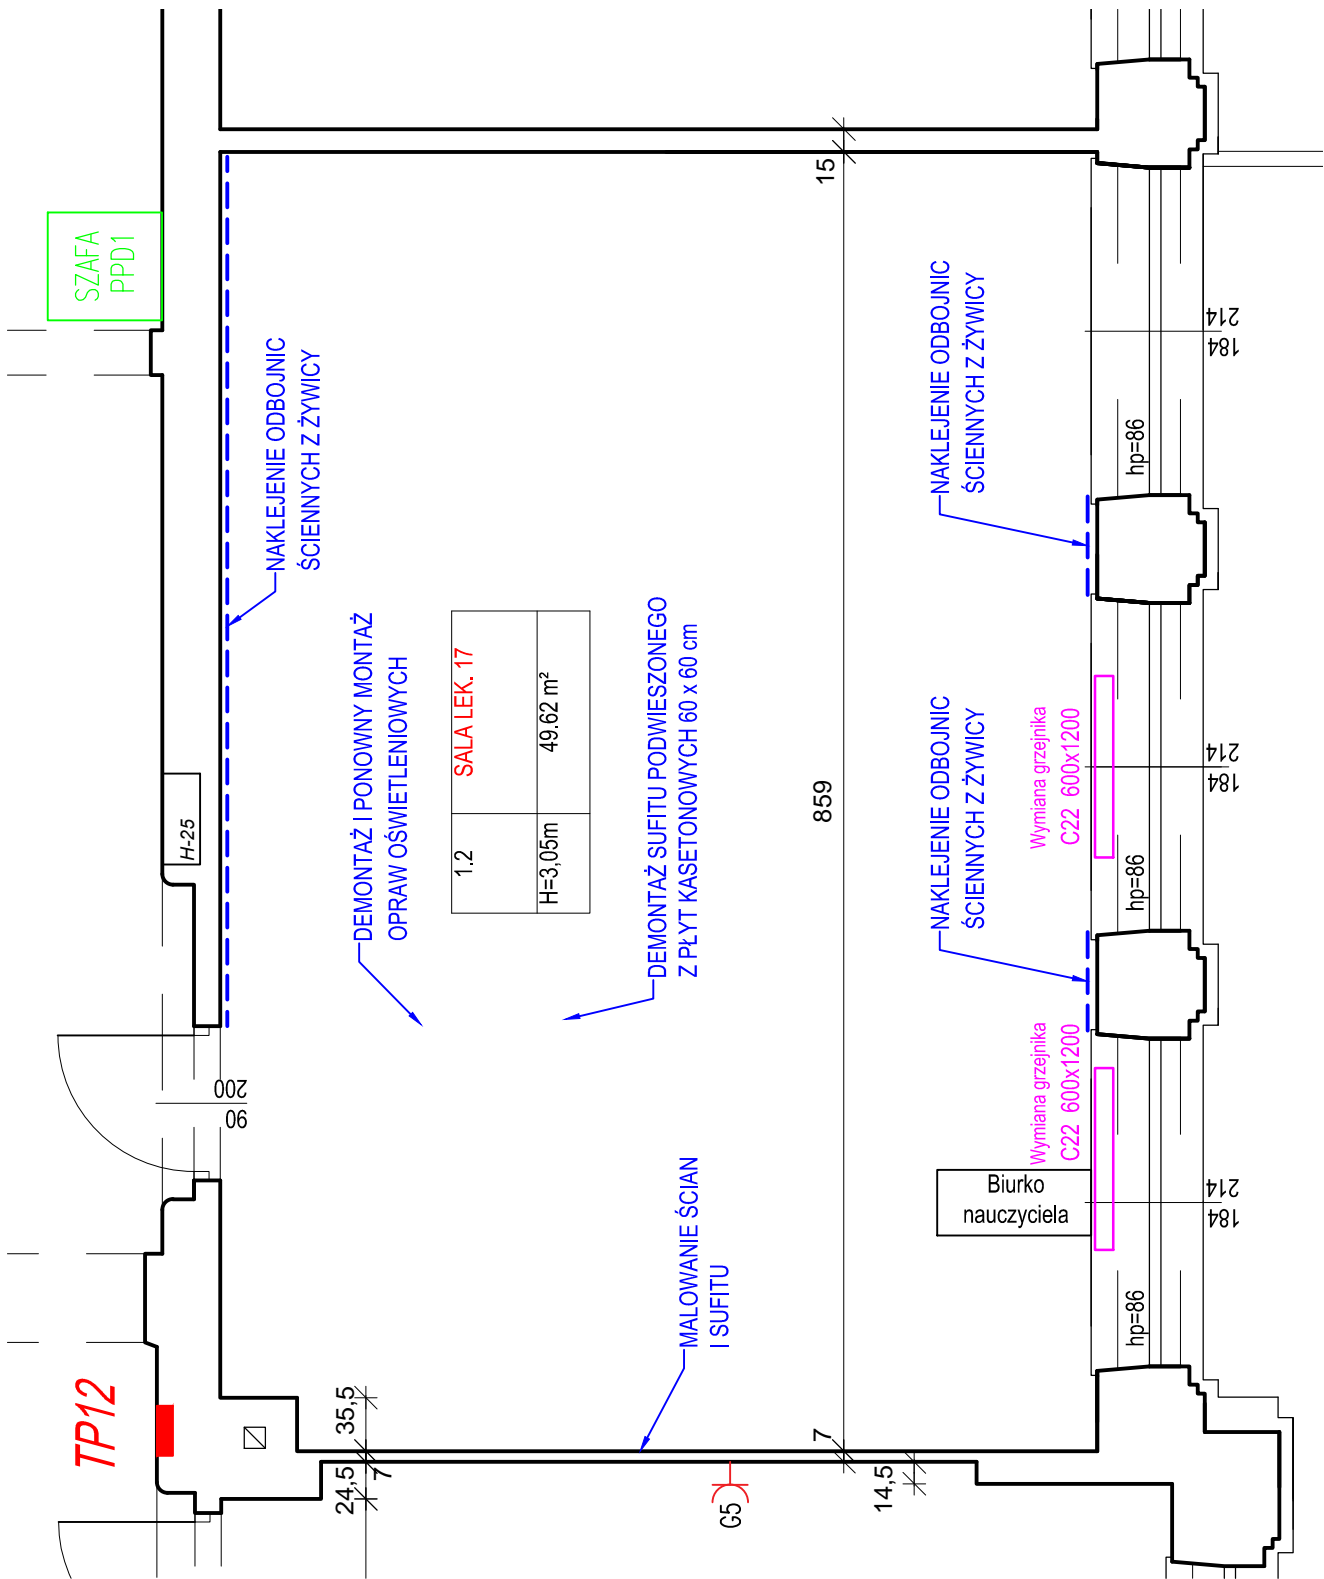 SZAFA
PPD1
NAKLEJENIE ODBOJNIC
ŚCIENNYCH Z ŻYWICY
H-25
DEMONTAŻ I PONOWNY MONTAŻ
OPRAW OŚWIETLENIOWYCH
1.2 SALA LEK. 17
H=3,05m 49.62 m²
DEMONTAŻ SUFITU PODWIESZONEGO
Z PŁYT KASETONOWYCH 60 x 60 cm
15
859
7
NAKLEJENIE ODBOJNIC
ŚCIENNYCH Z ŻYWICY
NAKLEJENIE ODBOJNIC
ŚCIENNYCH Z ŻYWICY
Wymiana grzejnika
C22 600x1200
Wymiana grzejnika
C22 600x1200
Biurko
nauczyciela
MALOWANIE ŚCIAN
I SUFITU
90
200
TP12
35,5
24,5
7
14,5
G5
184
214
hp=86
184
214
hp=86
184
214
hp=86